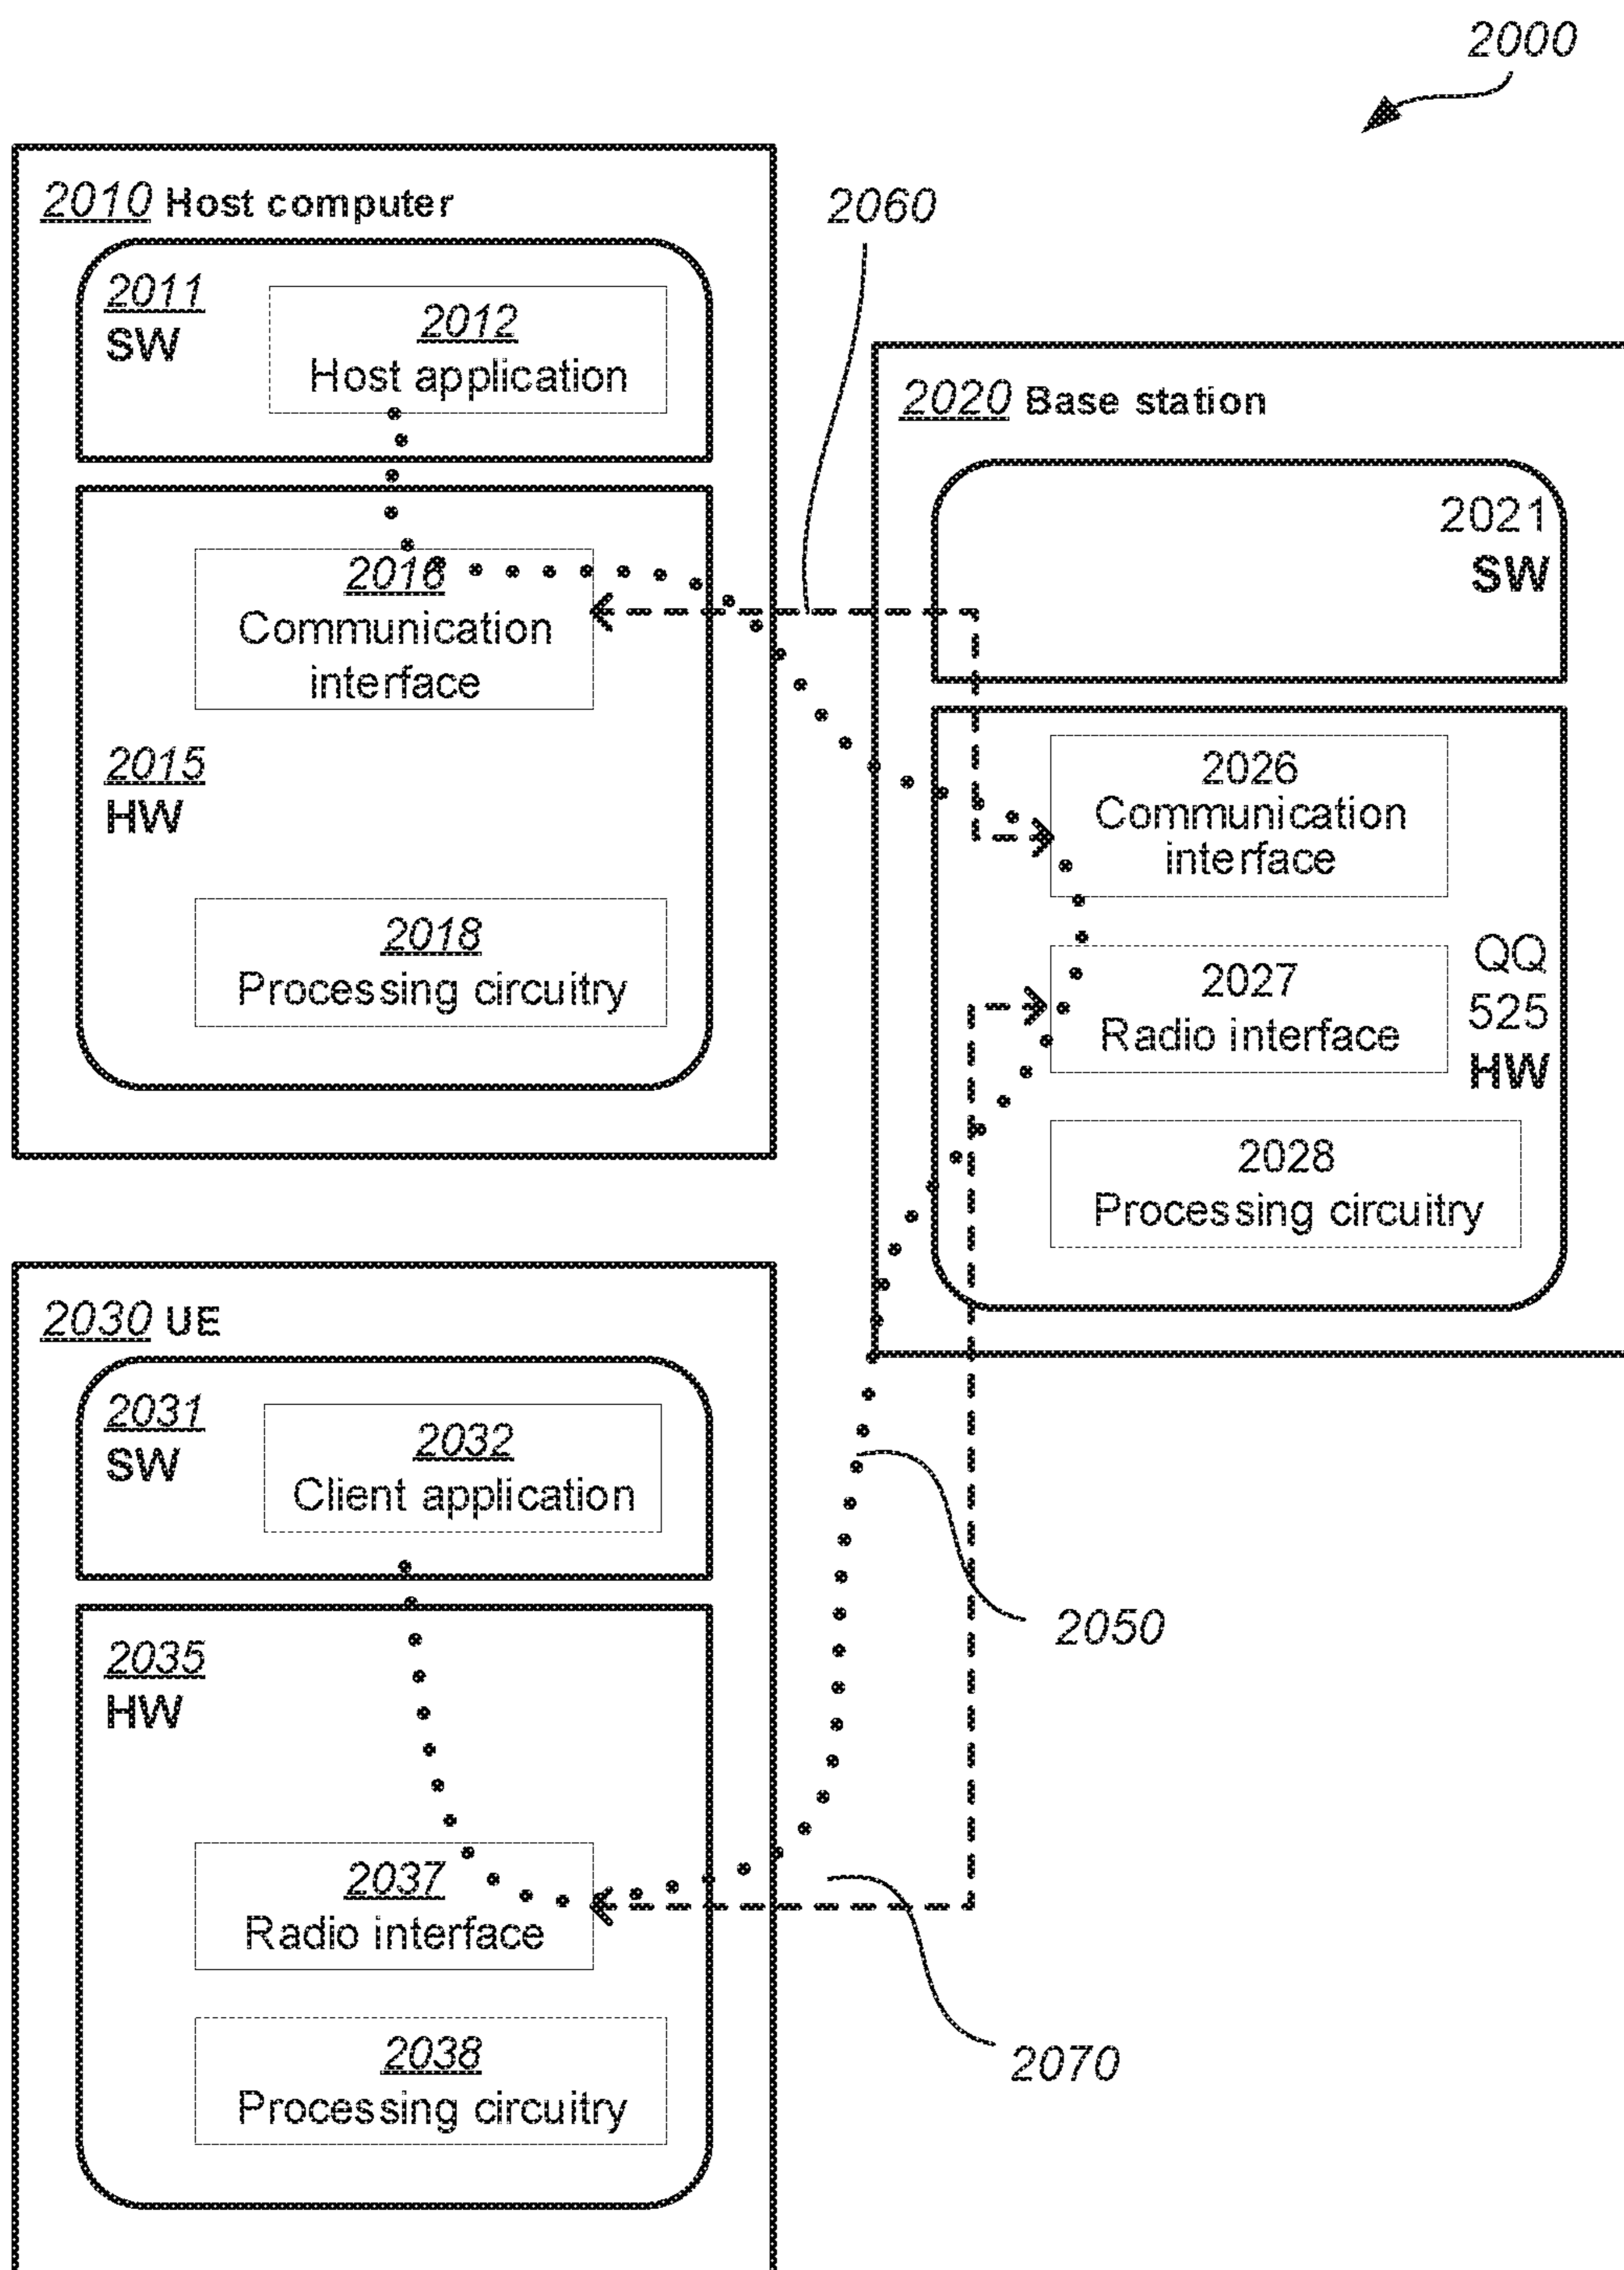 2000
2010 Host computer
2011
SW
2012
Host application
2016
Communication
interface
2015
HW
2018
Processing circuitry
2060
2020 Base station
2021
SW
2026
Communication
interface
2027
Radio interface
QQ
525
HW
2028
Processing circuitry
2030 UE
2031
SW
2032
Client application
2035
HW
2037
Radio interface
2038
Processing circuitry
2050
2070